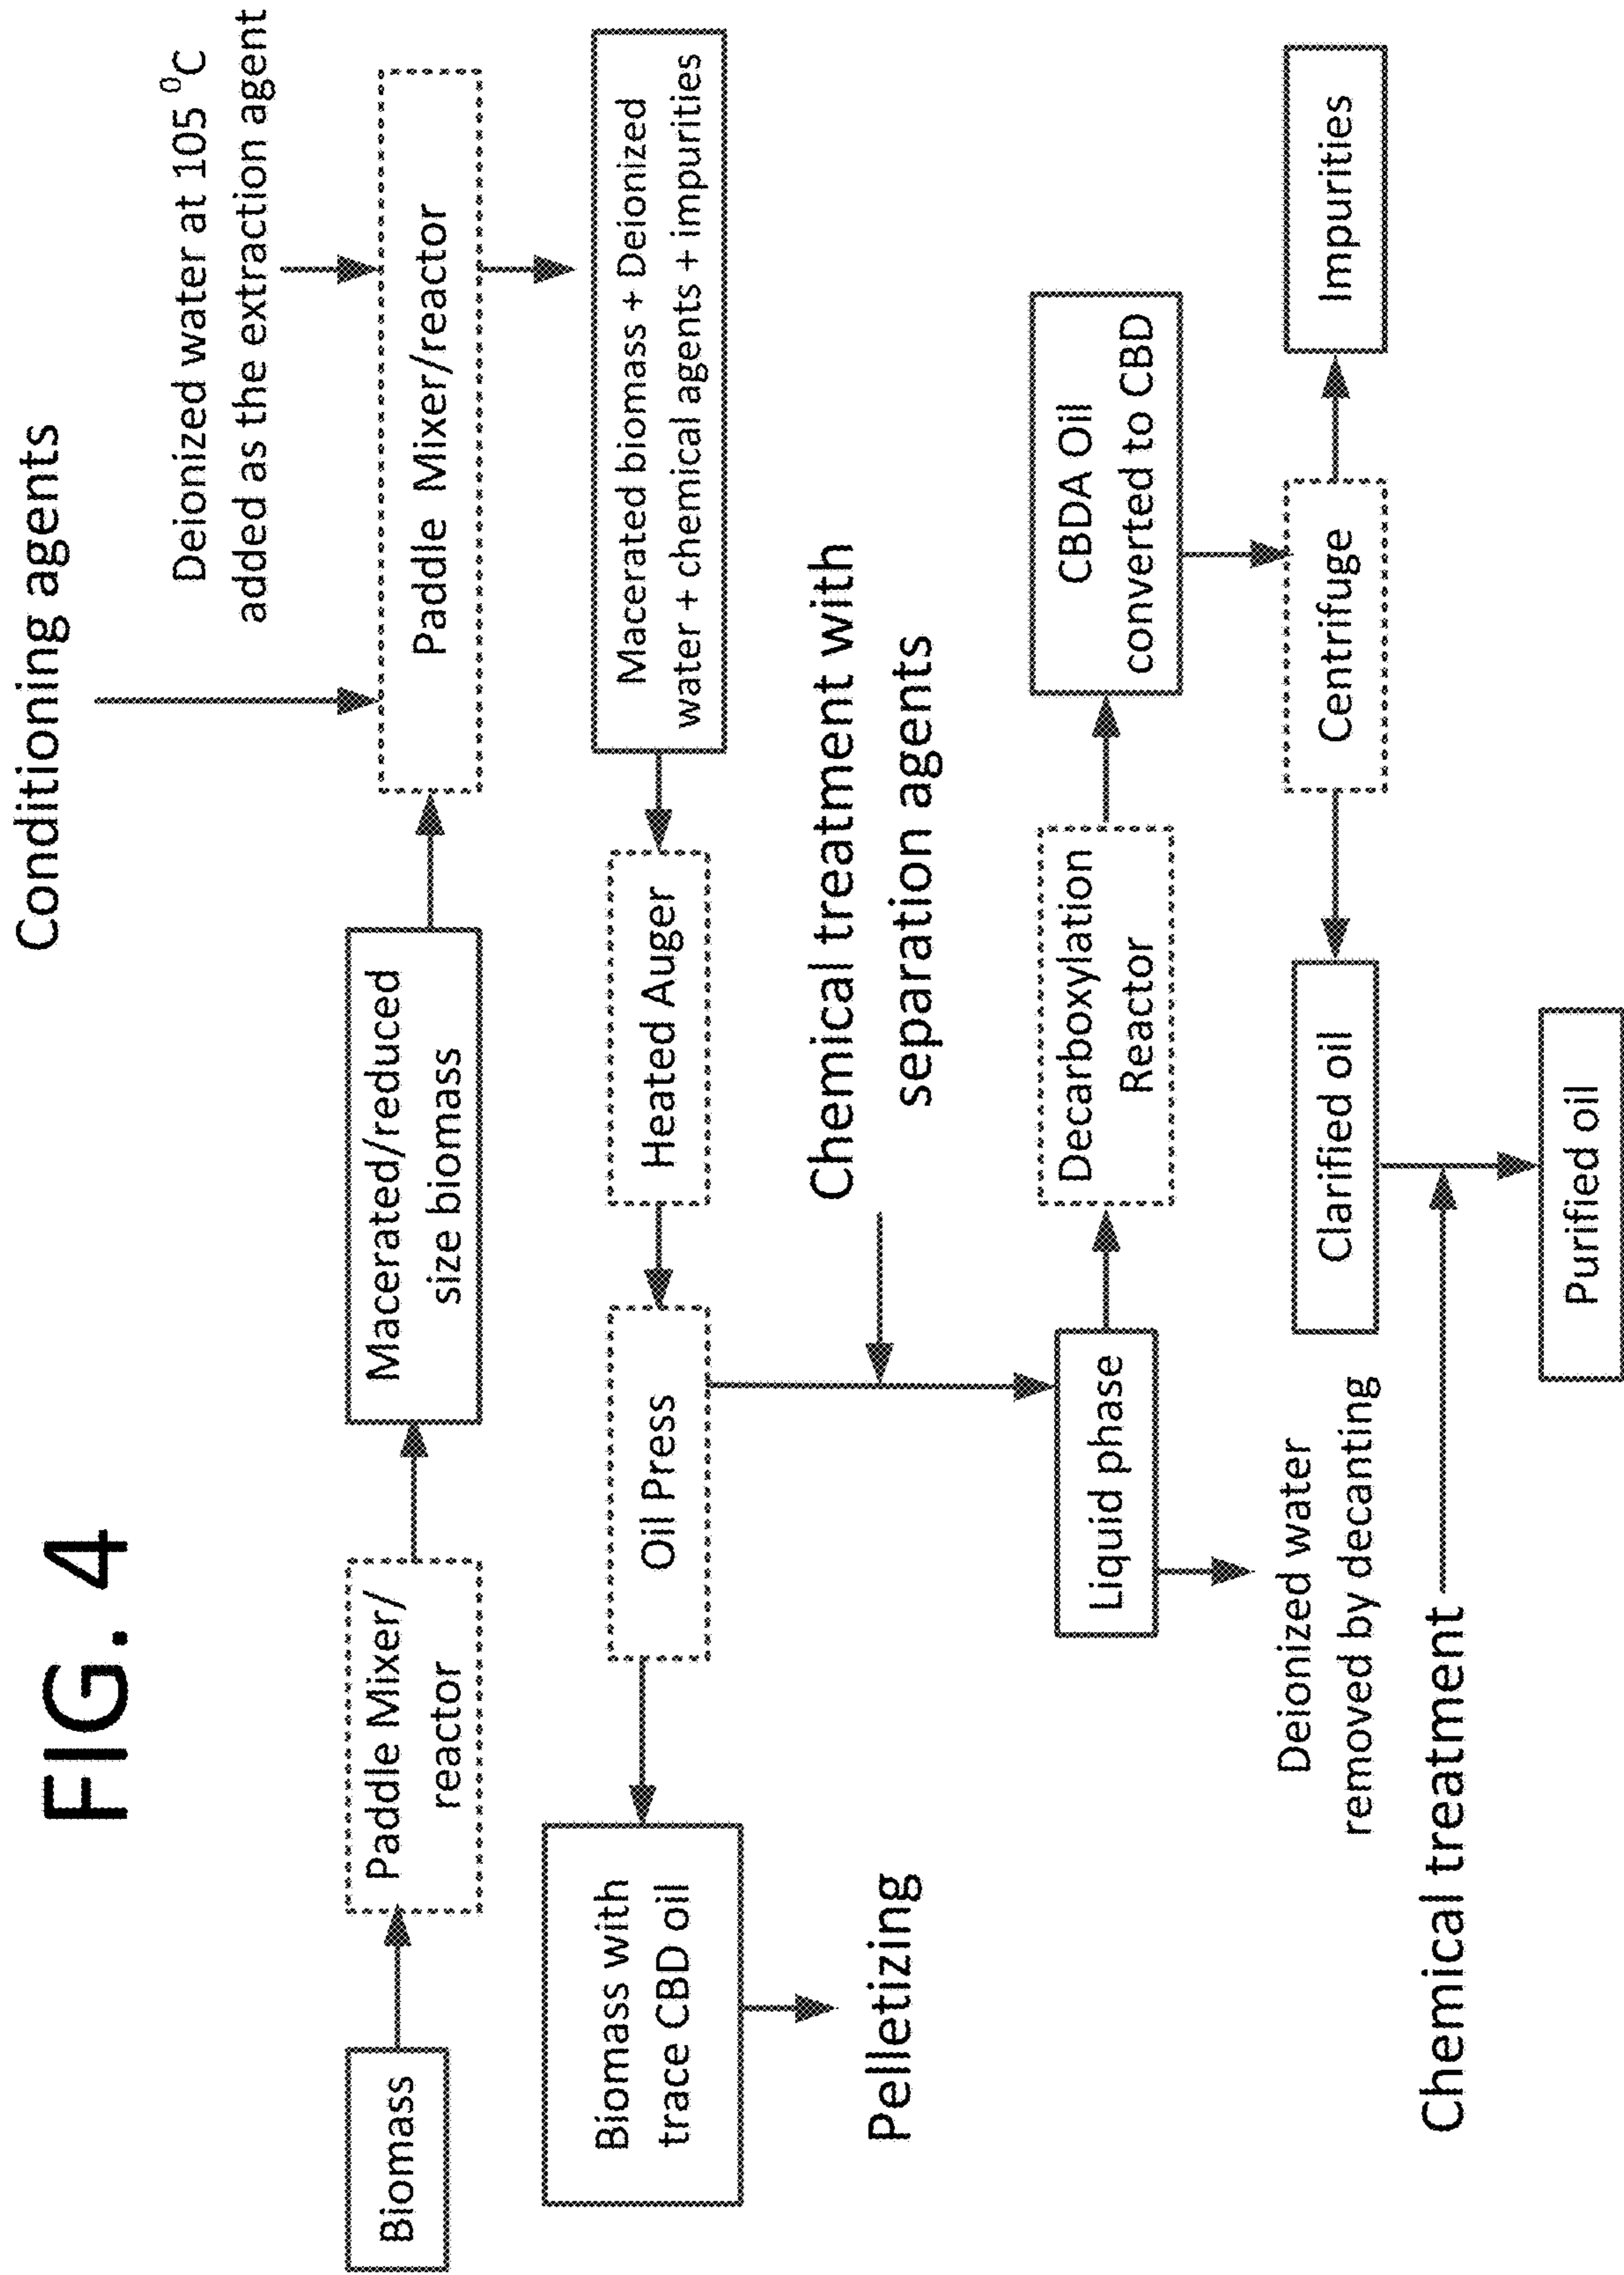 FIG. 4
Conditioning agents
Deionized water at 105 ⁰C
added as the extraction agent
Biomass
Paddle Mixer/
reactor
Macerated/reduced
size biomass
Paddle Mixer/reactor
Macerated biomass + Deionized
water + chemical agents + impurities
Heated Auger
Oil Press
Biomass with
trace CBD oil
Pelletizing
Chemical treatment with
separation agents
Liquid phase
Decarboxylation
Reactor
CBDA Oil
converted to CBD
Deionized water
removed by decanting
Centrifuge
Impurities
Clarified oil
Chemical treatment
Purified oil